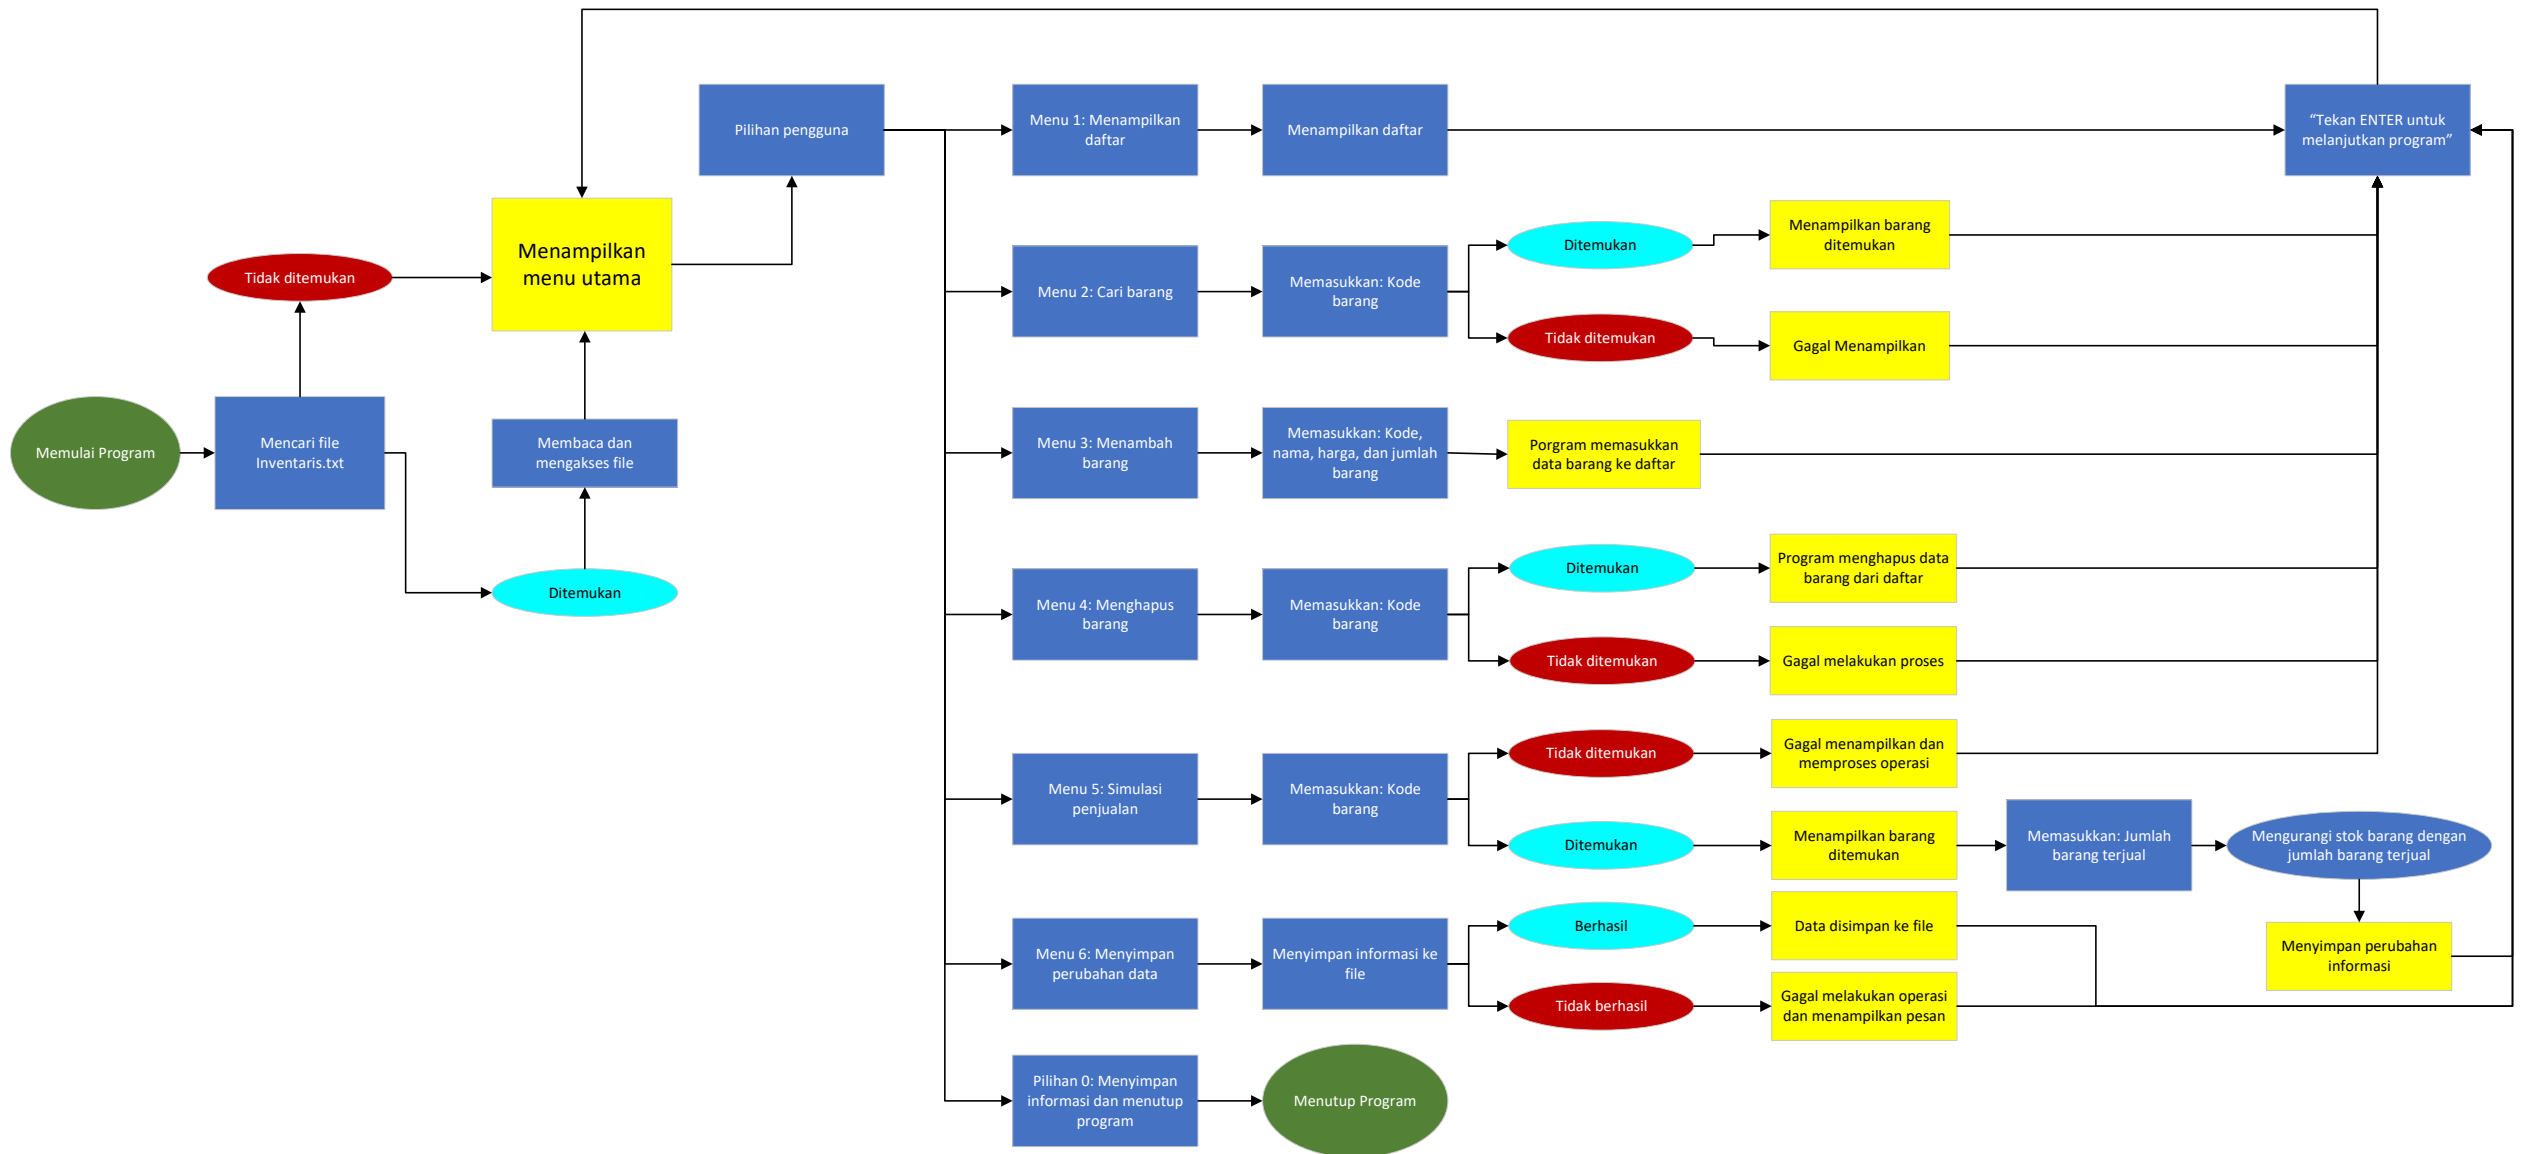 Memulai Program
Mencari file
Inventaris.txt
Tidak ditemukan
Ditemukan
Membaca dan
mengakses file
Menampilkan
menu utama
Pilihan pengguna
Menu 1: Menampilkan
daftar
Menampilkan daftar
“Tekan ENTER untuk
melanjutkan program”
Menu 2: Cari barang
Memasukkan: Kode
barang
Ditemukan
Menampilkan barang
ditemukan
Tidak ditemukan
Gagal Menampilkan
Menu 3: Menambah
barang
Memasukkan: Kode,
nama, harga, dan jumlah
barang
Porgram memasukkan
data barang ke daftar
Menu 4: Menghapus
barang
Memasukkan: Kode
barang
Ditemukan
Program menghapus data
barang dari daftar
Tidak ditemukan
Gagal melakukan proses
Menu 5: Simulasi
penjualan
Memasukkan: Kode
barang
Tidak ditemukan
Gagal menampilkan dan
memproses operasi
Ditemukan
Menampilkan barang
ditemukan
Memasukkan: Jumlah
barang terjual
Mengurangi stok barang dengan
jumlah barang terjual
Menyimpan perubahan
informasi
Menu 6: Menyimpan
perubahan data
Menyimpan informasi ke
file
Berhasil
Data disimpan ke file
Tidak berhasil
Gagal melakukan operasi
dan menampilkan pesan
Pilihan 0: Menyimpan
informasi dan menutup
program
Menutup Program